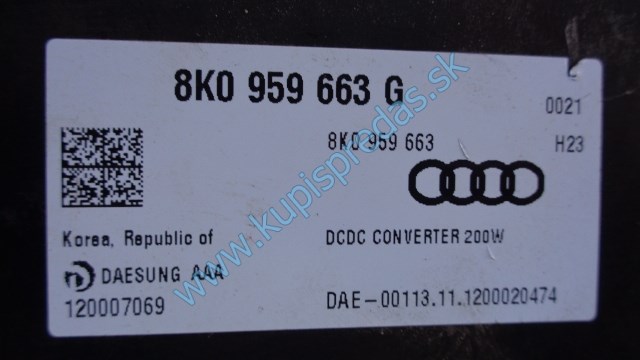 8K0 959 663 G
0021
8K0 959 663
H23
Korea, Republic of
DCDC CONVERTER 200W
DAESUNG AAA
120007069
DAE-00113.11.1200020474
www.kupispredas.sk